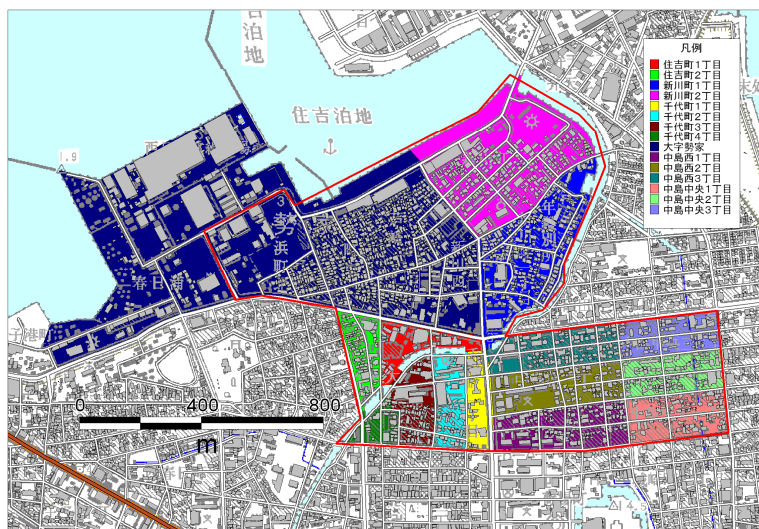 泊地
住吉泊地
1.9
勢
浜町
春日浦
凡例
住吉町1丁目
住吉町2丁目
新川町1丁目
新川町2丁目
千代町1丁目
千代町2丁目
千代町3丁目
千代町4丁目
大字勢家
中島西1丁目
中島西2丁目
中島西3丁目
中島中央1丁目
中島中央2丁目
中島中央3丁目
0 400 800
m